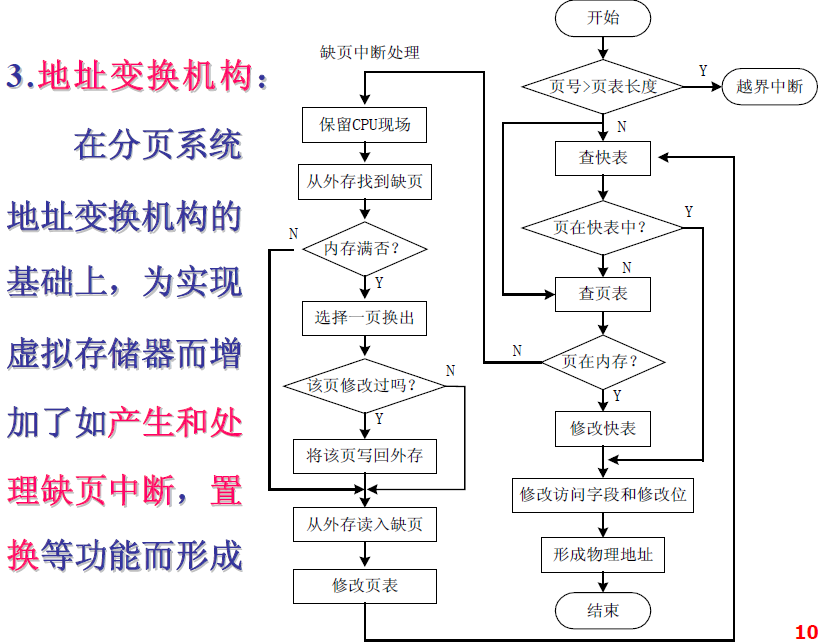 3.地址变换机构：
在分页系统
地址变换机构的
基础上，为实现
虚拟存储器而增
加了如产生和处
理缺页中断，置
换等功能而形成
缺页中断处理
保留CPU现场
从外存找到缺页
内存满否？
N
Y
选择一页换出
该页修改过吗？
N
Y
将该页写回外存
从外存读入缺页
修改页表
开始
页号>页表长度
Y
越界中断
N
查快表
页在快表中？
Y
N
查页表
页在内存？
N
Y
修改快表
修改访问字段和修改位
形成物理地址
结束
10